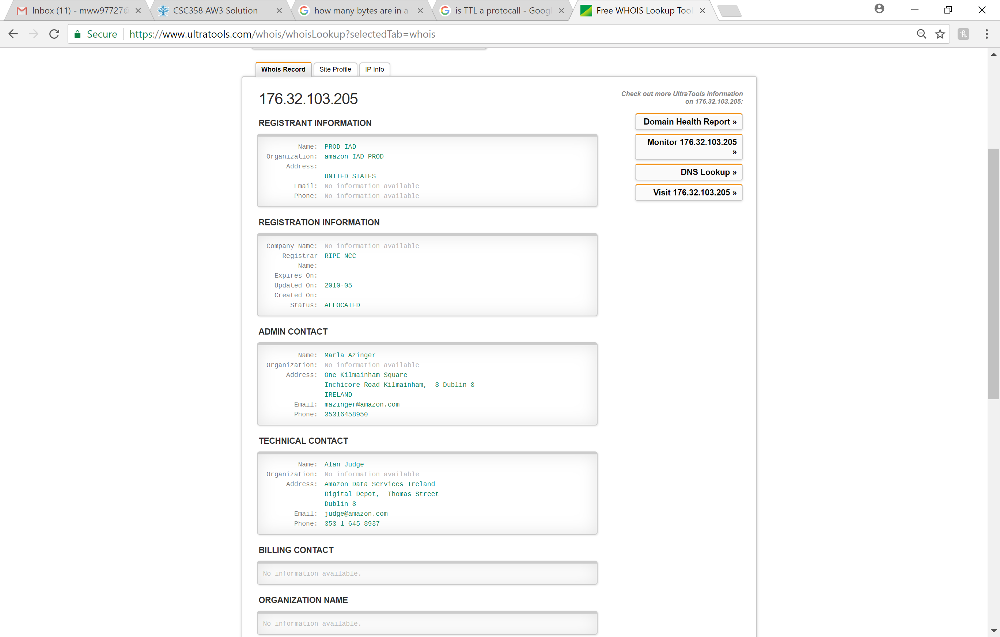 Inbox (11) - mww97727@
CSC358 AW3 Solution
how many bytes are in a
is TTL a protocall - Googl
Free WHOIS Lookup Tool
Secure https://www.ultratools.com/whois/whoisLookup?selectedTab=whois
Whois Record Site Profile IP Info
176.32.103.205
Check out more UltraTools information
on 176.32.103.205:
Domain Health Report »
Monitor 176.32.103.205
»
DNS Lookup »
Visit 176.32.103.205 »
REGISTRANT INFORMATION
Name: PROD IAD
Organization: amazon-IAD-PROD
Address:
UNITED STATES
Email: No information available
Phone: No information available
REGISTRATION INFORMATION
Company Name: No information available
Registrar RIPE NCC
Name:
Expires On:
Updated On: 2010-05
Created On:
Status: ALLOCATED
ADMIN CONTACT
Name: Marla Azinger
Organization: No information available
Address: One Kilmainham Square
Inchicore Road Kilmainham, 8 Dublin 8
IRELAND
Email: mazinger@amazon.com
Phone: 35316458950
TECHNICAL CONTACT
Name: Alan Judge
Organization: No information available
Address: Amazon Data Services Ireland
Digital Depot, Thomas Street
Dublin 8
Email: judge@amazon.com
Phone: 353 1 645 8937
BILLING CONTACT
No information available.
ORGANIZATION NAME
No information available.